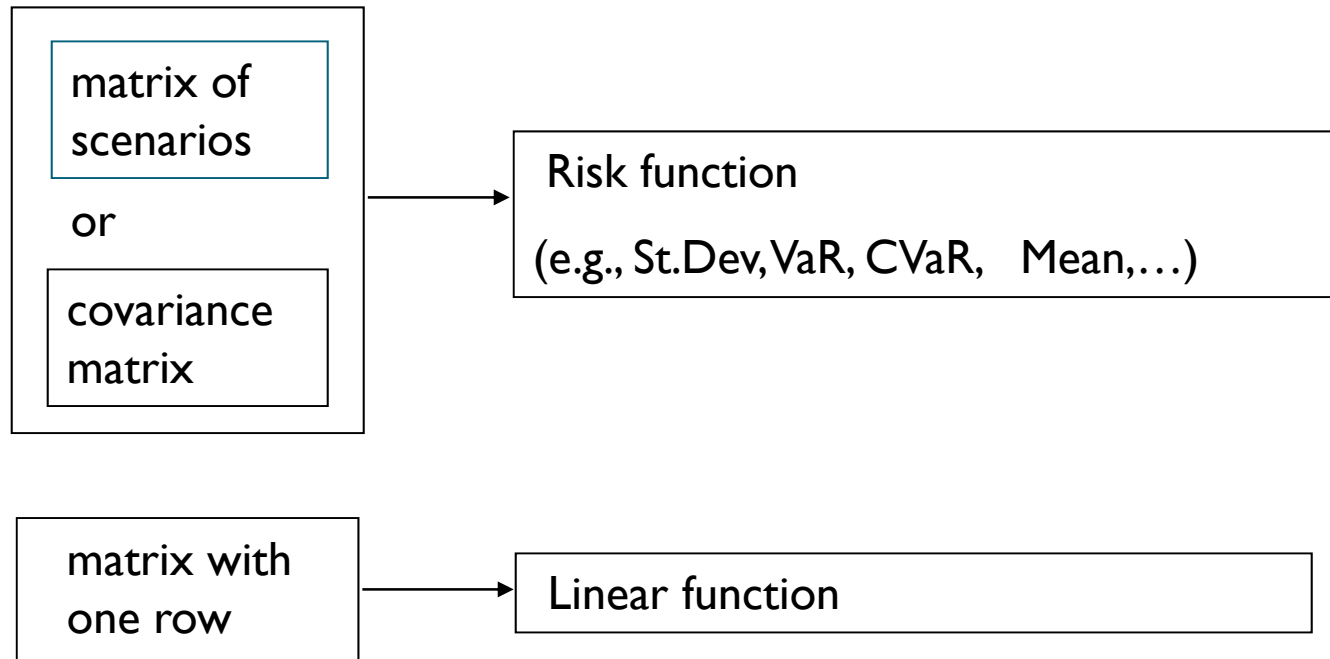 matrix of
scenarios
or
covariance
matrix
Risk function
(e.g., St.Dev, VaR, CVaR, Mean,…)
matrix with
one row
Linear function